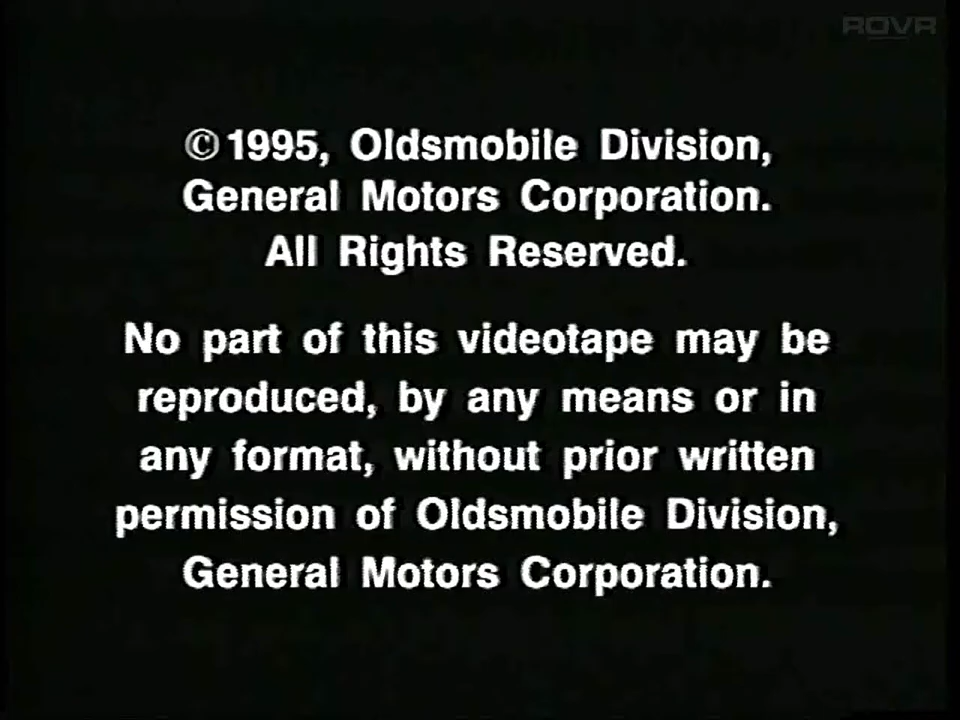 ROVR
©1995, Oldsmobile Division,
General Motors Corporation.
All Rights Reserved.
No part of this videotape may be
reproduced, by any means or in
any format, without prior written
permission of Oldsmobile Division,
General Motors Corporation.